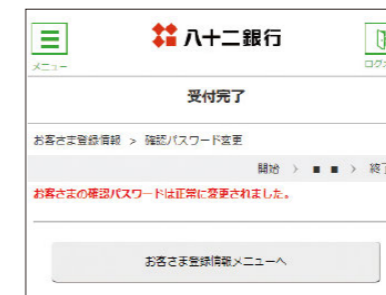 八十二銀行
メニュー
受付完了
お客さま登録情報 > 確認パスワード変更
開始 > ■ ■ > 終了
お客さまの確認パスワードは正常に変更されました。
お客さま登録情報メニューへ